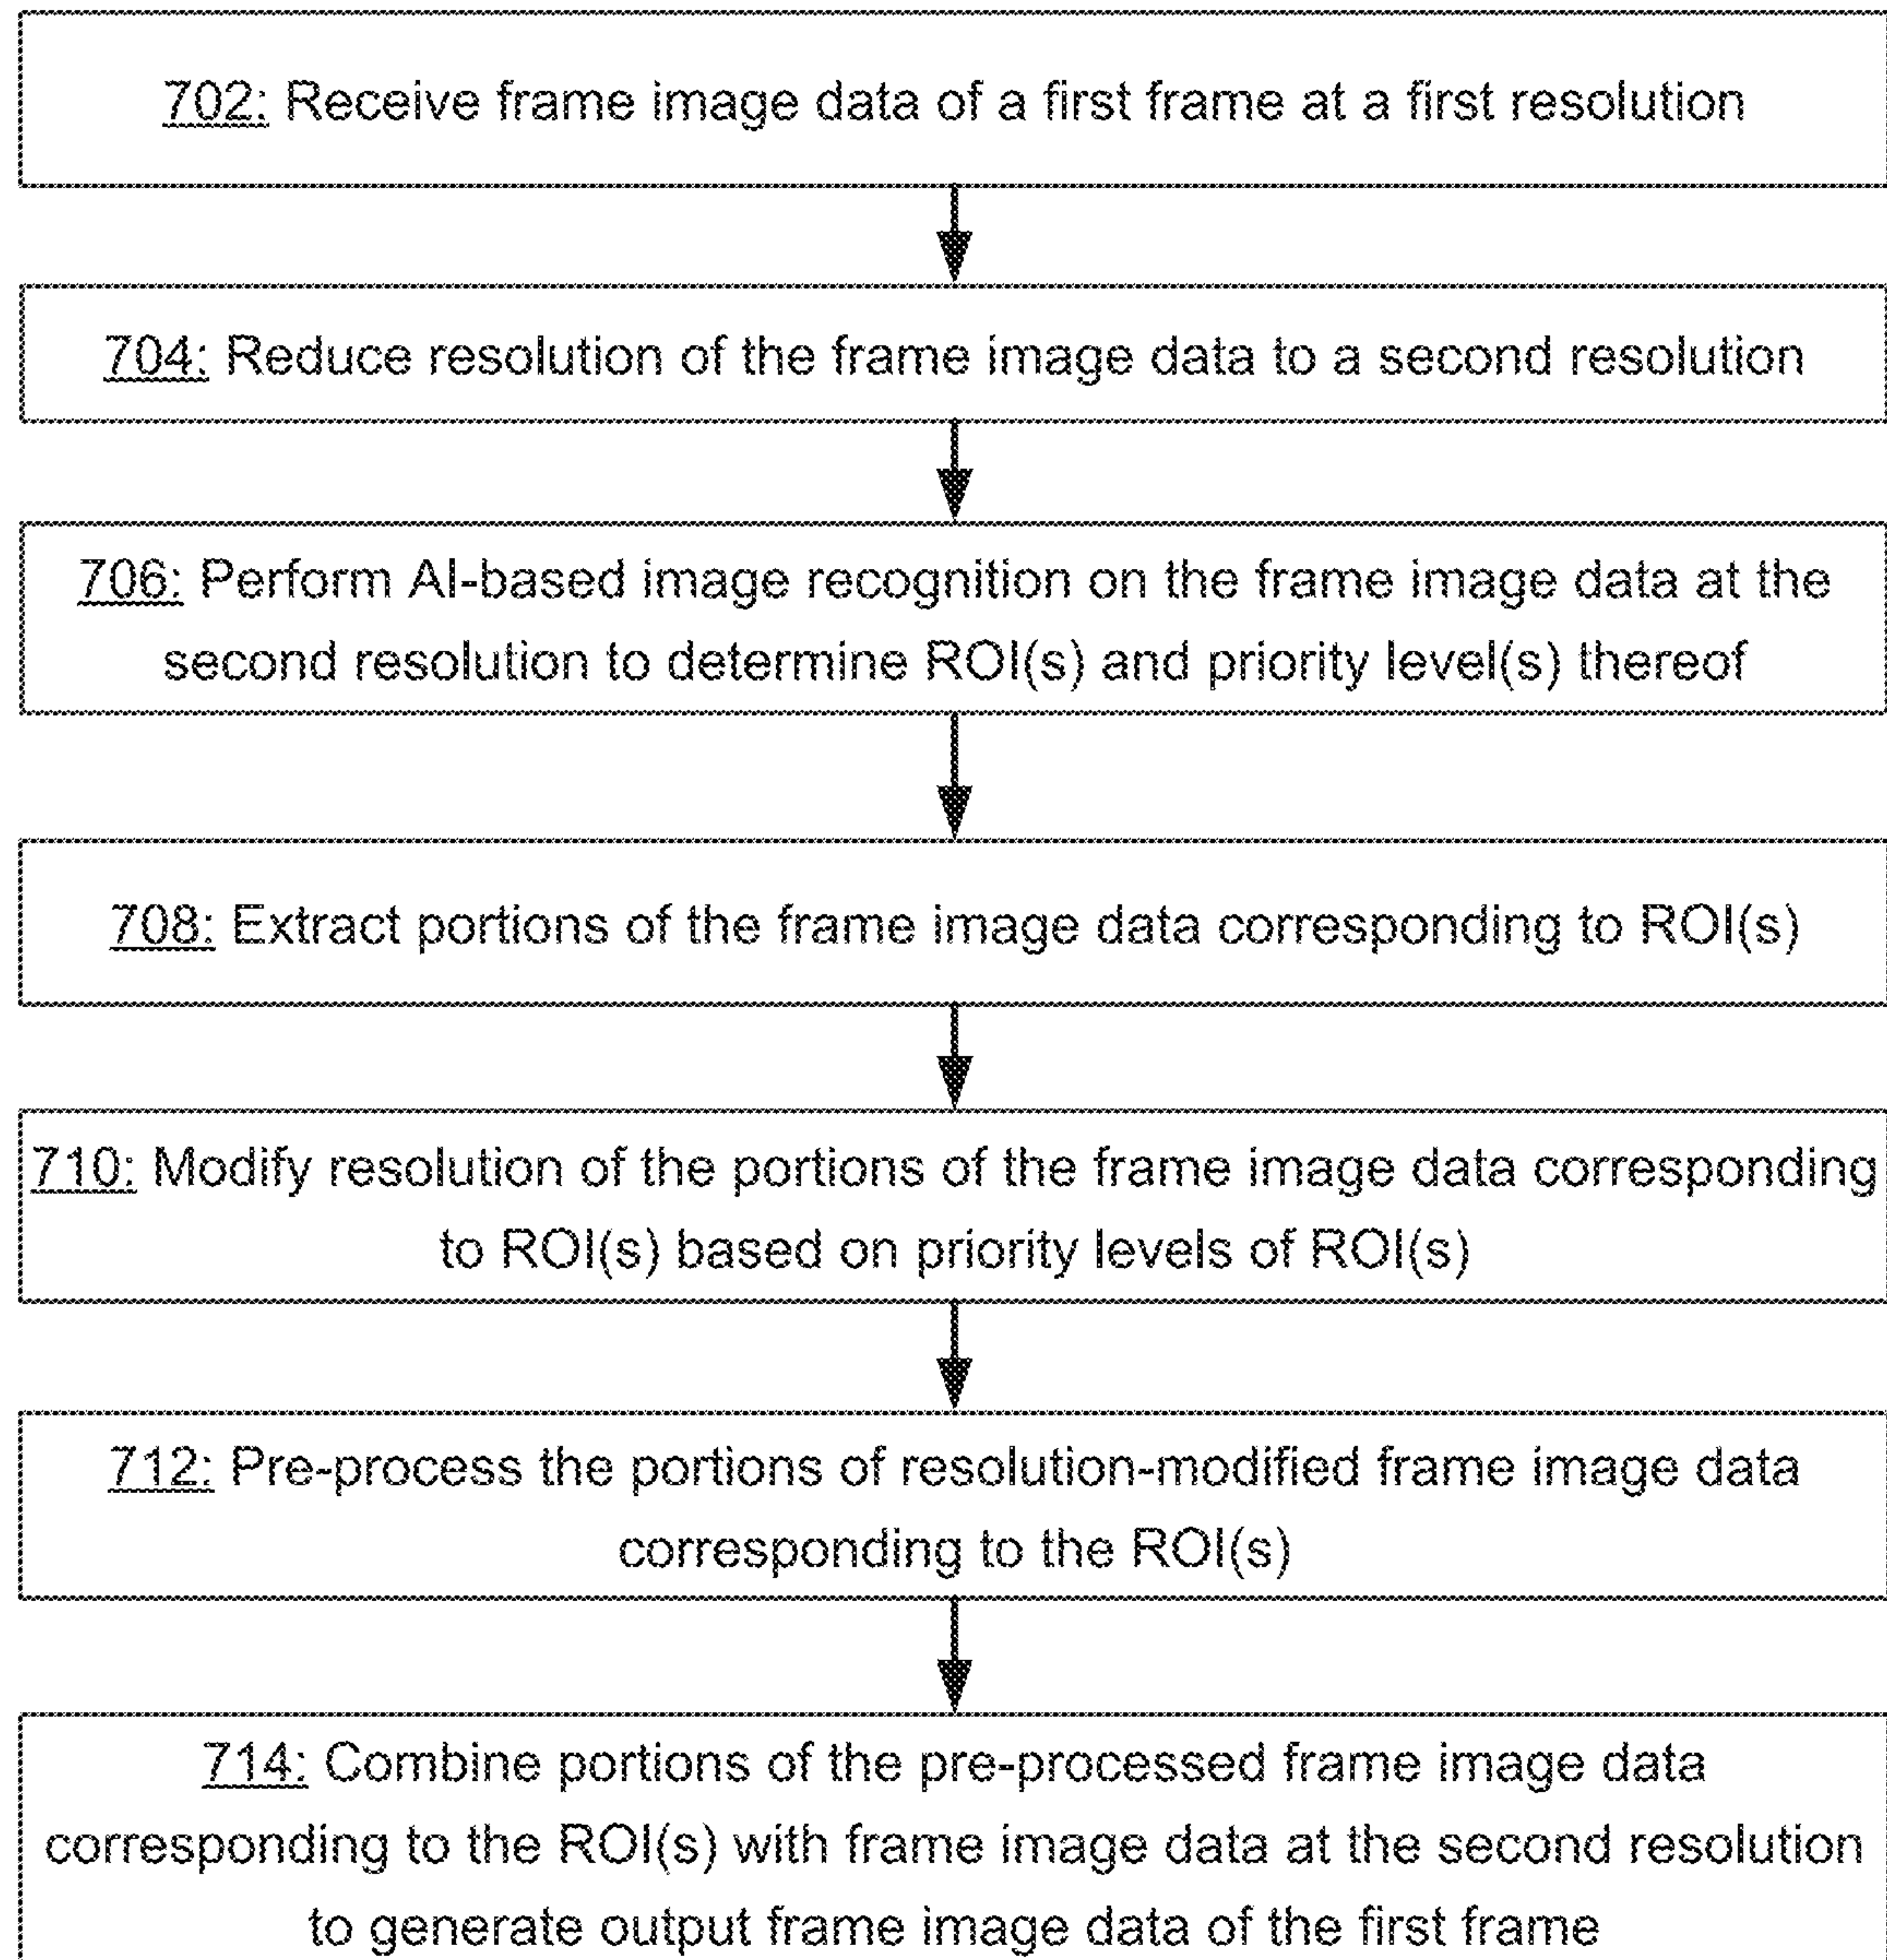 702: Receive frame image data of a first frame at a first resolution
704: Reduce resolution of the frame image data to a second resolution
706: Perform AI-based image recognition on the frame image data at the
second resolution to determine ROI(s) and priority level(s) thereof
708: Extract portions of the frame image data corresponding to ROI(s)
710: Modify resolution of the portions of the frame image data corresponding
to ROI(s) based on priority levels of ROI(s)
712: Pre-process the portions of resolution-modified frame image data
corresponding to the ROI(s)
714: Combine portions of the pre-processed frame image data
corresponding to the ROI(s) with frame image data at the second resolution
to generate output frame image data of the first frame